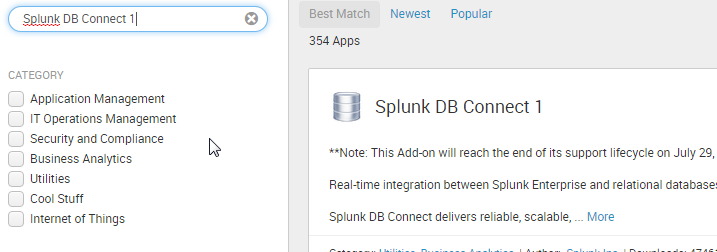 Splunk DB Connect 1
CATEGORY
Application Management
IT Operations Management
Security and Compliance
Business Analytics
Utilities
Cool Stuff
Internet of Things
Best Match Newest Popular
354 Apps
Splunk DB Connect 1
**Note: This Add-on will reach the end of its support lifecycle on July 29,
Real-time integration between Splunk Enterprise and relational databases
Splunk DB Connect delivers reliable, scalable, ... More
Category: Utilities, Business Analytics | Author: Splunk Inc. | Downloads: